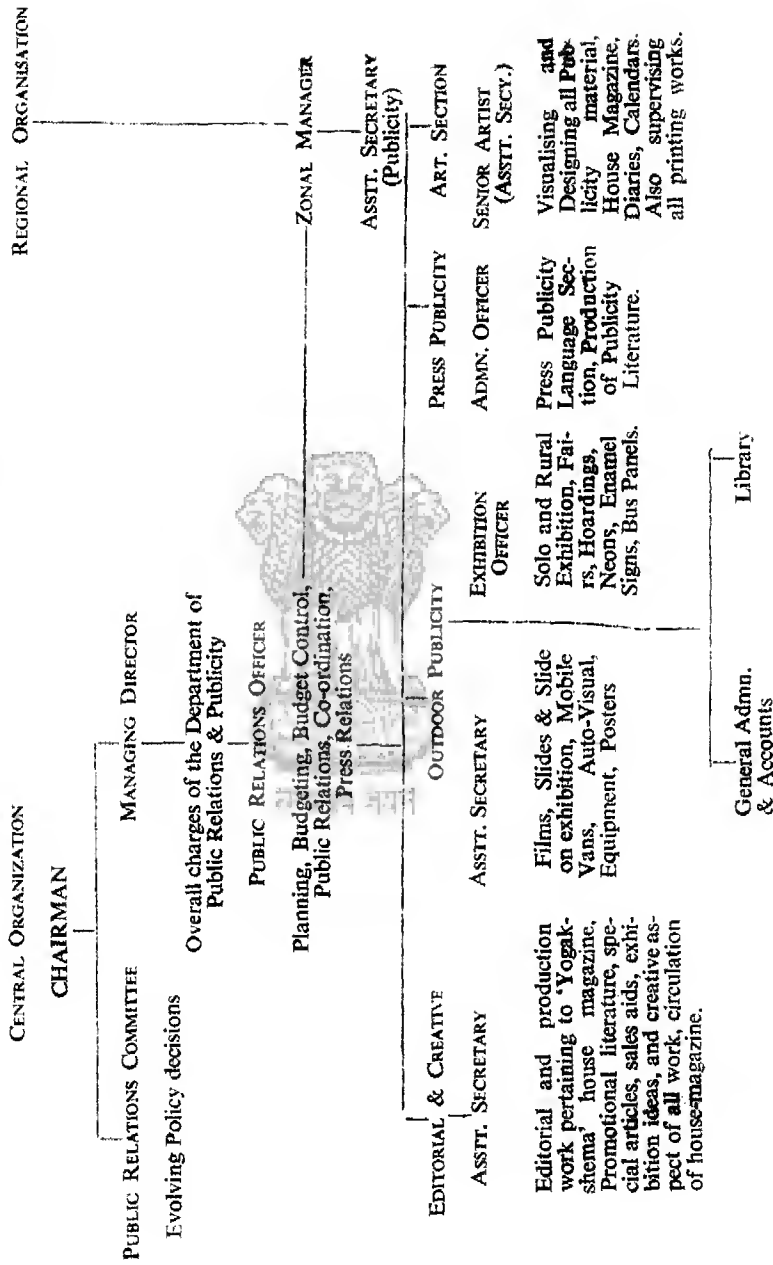 CENTRAL ORGANIZATION
REGIONAL ORGANISATION
CHAIRMAN
PUBLIC RELATIONS COMMITTEE
Evolving Policy decisions
MANAGING DIRECTOR
Overall charges of the Department of
Public Relations & Publicity
PUBLIC RELATIONS OFFICER
Planning, Budgeting, Budget Control,
Public Relations, Co-ordination,
Press Relations
ZONAL MANAGER
ASSTT. SECRETARY
(Publicity)
EDITORIAL & CREATIVE
ASSTT. SECRETARY
Editorial and production
work pertaining to 'Yogak-
shema' house magazine,
Promotional literature, spe-
cial articles, sales aids, exhi-
bition ideas, and creative as-
pect of all work, circulation
of house-magazine.
OUTDOOR PUBLICITY
ASSTT. SECRETARY
Films, Slides & Slide
on exhibition, Mobile
Vans, Auto-Visual,
Equipment, Posters
EXHIBITION
OFFICER
Solo and Rural
Exhibition, Fai-
rs, Hoardings,
Neons, Enamel
Signs, Bus Panels.
PRESS PUBLICITY
ADMN. OFFICER
Press Publicity
Language Sec-
tion, Production
of Publicity
Literature.
ART. SECTION
SENIOR ARTIST
(ASSTT. SECY.)
Visualising and
Designing all Pub-
licity material,
House Magazine,
Diaries, Calendars.
Also supervising
all printing works.
General Admn.
& Accounts
Library